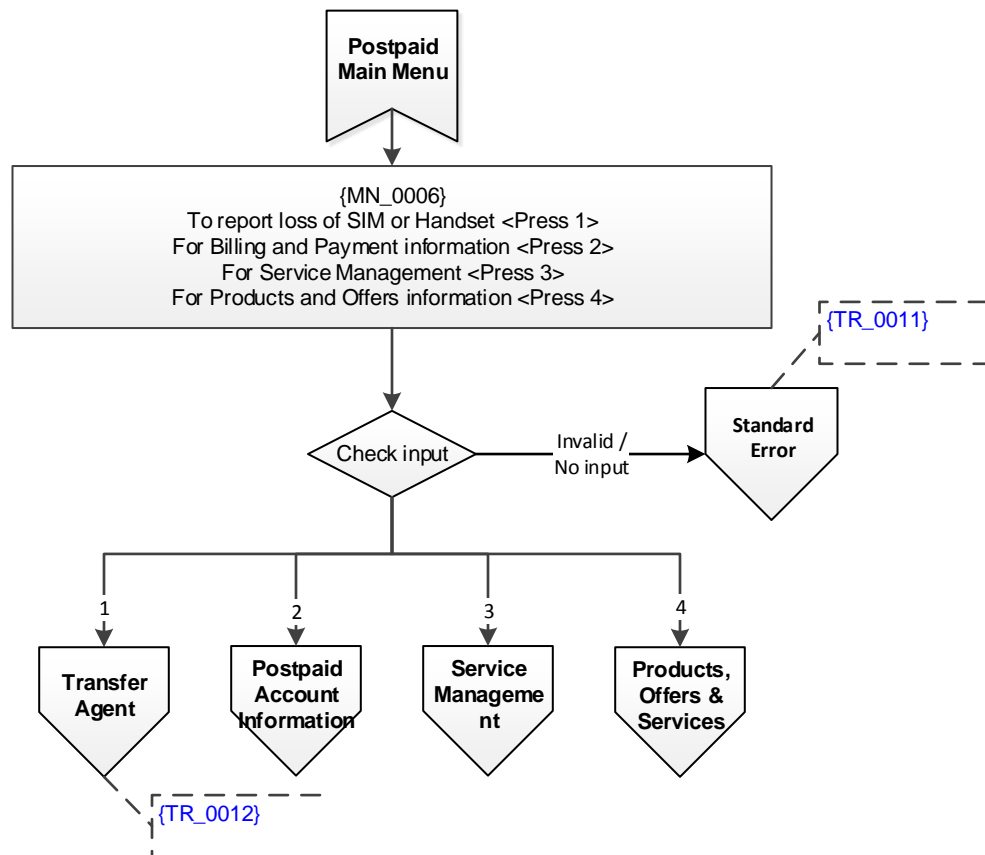 Postpaid
Main Menu
{MN_0006}
To report loss of SIM or Handset <Press 1>
For Billing and Payment information <Press 2>
For Service Management <Press 3>
For Products and Offers information <Press 4>
{TR_0011}
Standard
Error
Check input
Invalid /
No input
1
2
3
4
Transfer
Agent
Postpaid
Account
Information
Service
Manageme
nt
Products,
Offers &
Services
{TR_0012}